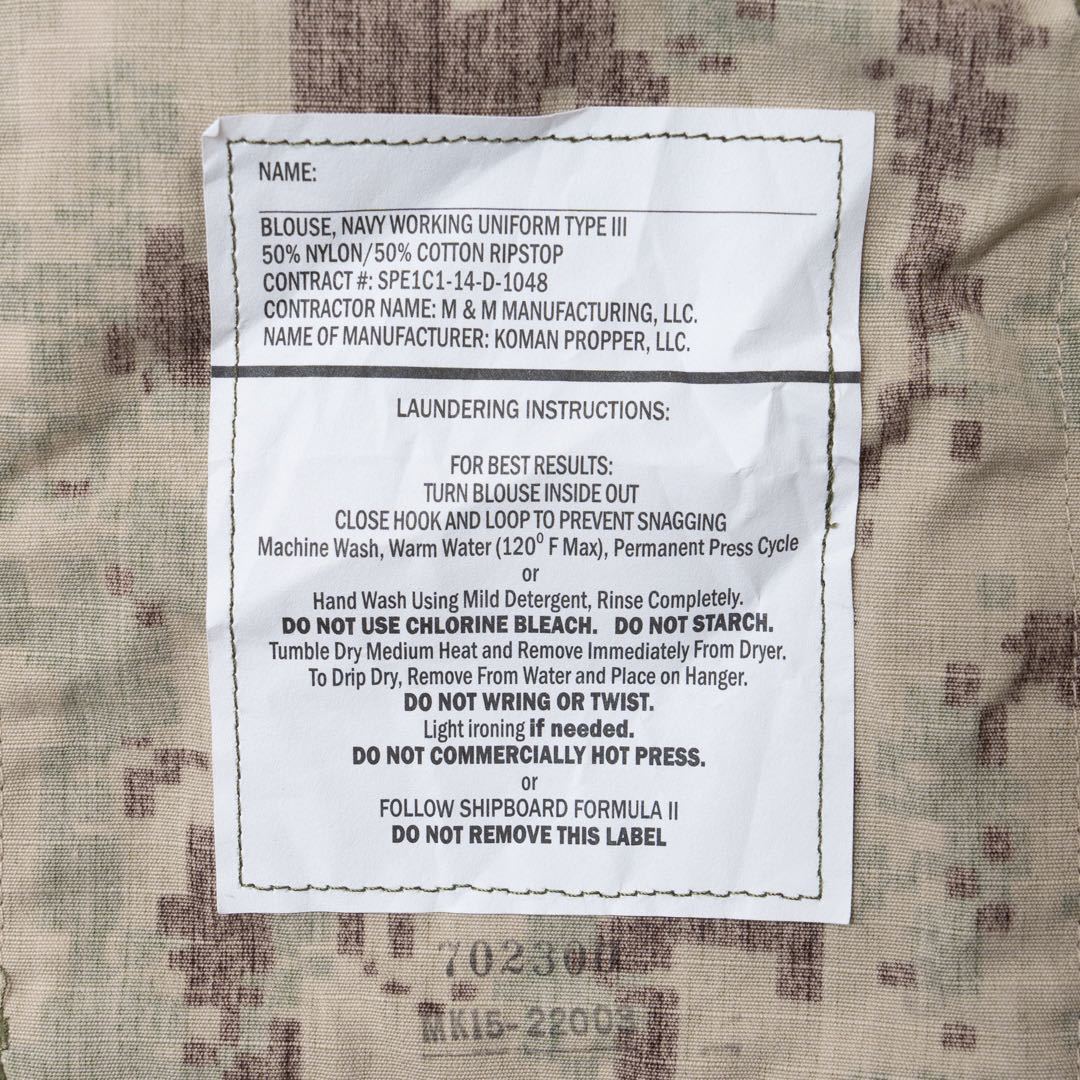 NAME:
BLOUSE, NAVY WORKING UNIFORM TYPE III
50% NYLON/50% COTTON RIPSTOP
CONTRACT #: SPE1C1-14-D-1048
CONTRACTOR NAME: M & M MANUFACTURING, LLC.
NAME OF MANUFACTURER: KOMAN PROPPER, LLC.
LAUNDERING INSTRUCTIONS:
FOR BEST RESULTS:
TURN BLOUSE INSIDE OUT
CLOSE HOOK AND LOOP TO PREVENT SNAGGING
Machine Wash, Warm Water (120⁰ F Max), Permanent Press Cycle
or
Hand Wash Using Mild Detergent, Rinse Completely.
DO NOT USE CHLORINE BLEACH. DO NOT STARCH.
Tumble Dry Medium Heat and Remove Immediately From Dryer.
To Drip Dry, Remove From Water and Place on Hanger.
DO NOT WRING OR TWIST.
Light ironing if needed.
DO NOT COMMERCIALLY HOT PRESS.
or
FOLLOW SHIPBOARD FORMULA II
DO NOT REMOVE THIS LABEL
702300